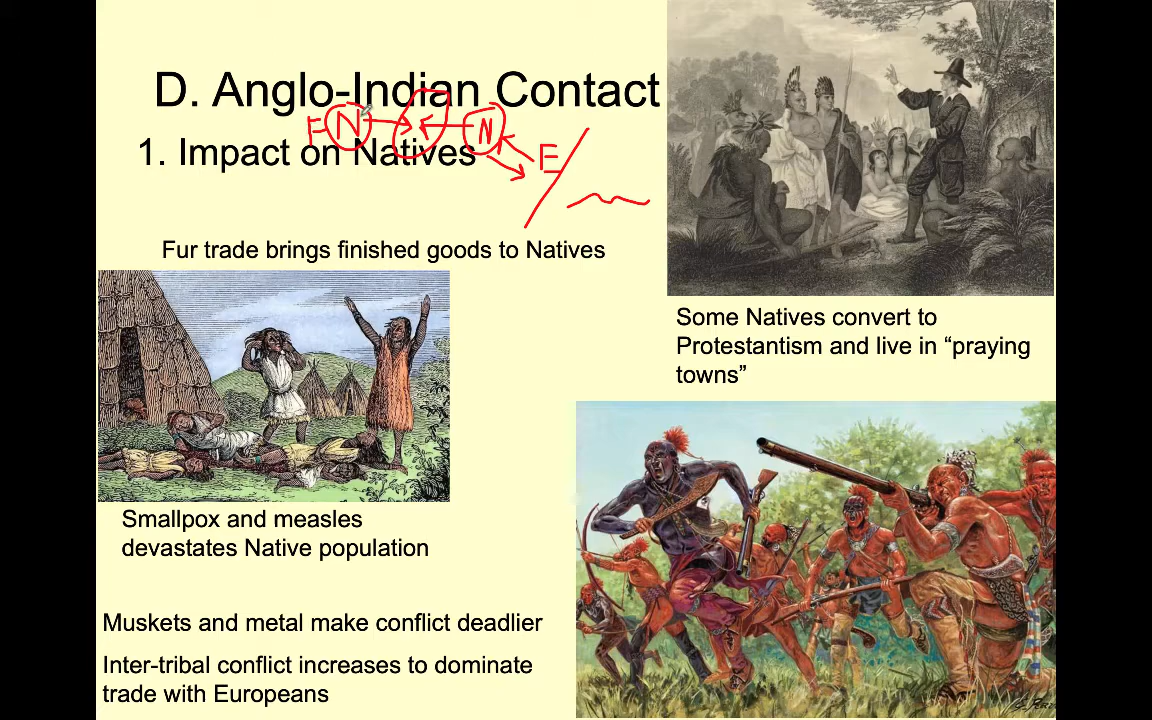 D. Anglo-Indian Contact
F N N
1. Impact on Natives
E
Fur trade brings finished goods to Natives
Some Natives convert to
Protestantism and live in “praying
towns”
Smallpox and measles
devastates Native population
Muskets and metal make conflict deadlier
Inter-tribal conflict increases to dominate
trade with Europeans